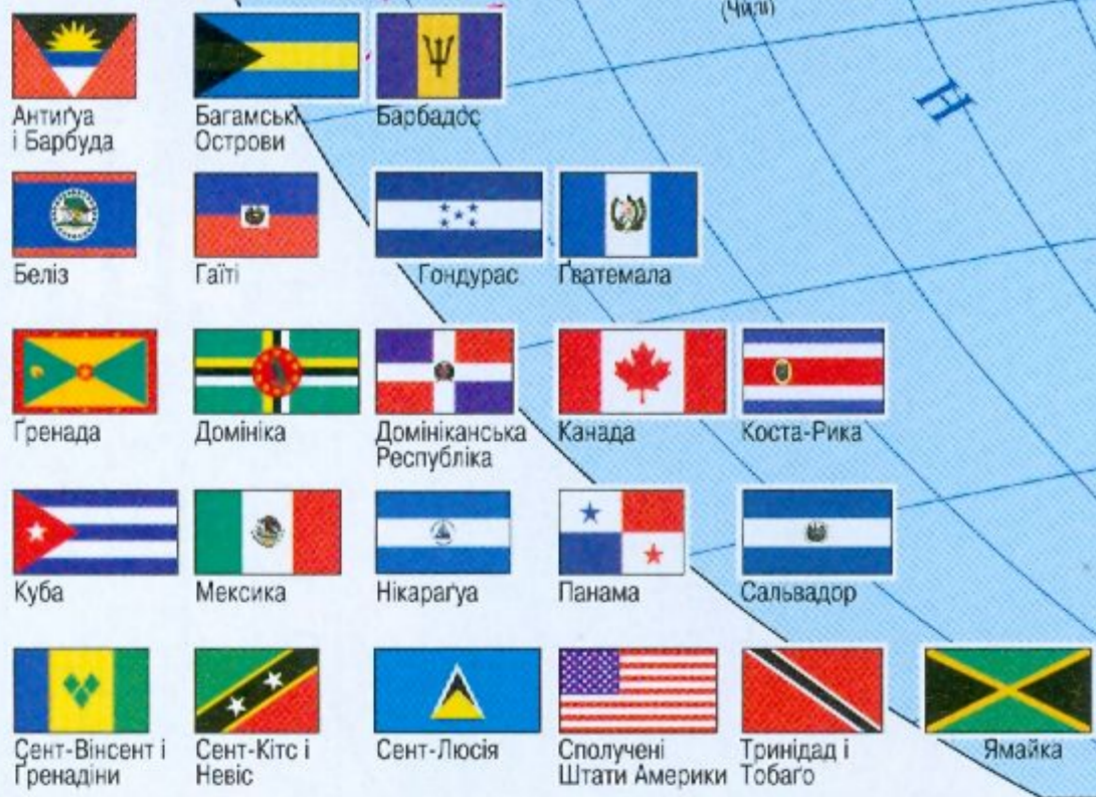 (Чилі)
Н
Антиґуа
і Барбуда
Багамські
Острови
Барбадос
Беліз
Гаїті
Гондурас
Ґватемала
Ґренада
Домініка
Домініканська
Республіка
Канада
Коста-Рика
Куба
Мексика
Нікараґуа
Панама
Сальвадор
Сент-Вінсент і
Ґренадіни
Сент-Кітс і
Невіс
Сент-Люсія
Сполучені
Штати Америки
Тринідад і
Тобаґо
Ямайка